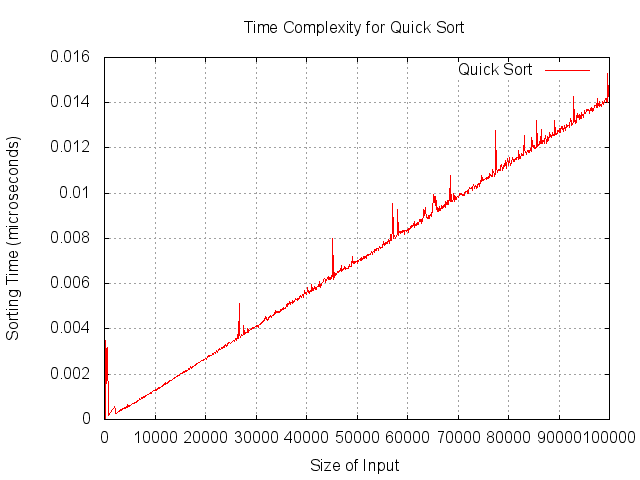 Time Complexity for Quick Sort
Quick Sort
Sorting Time (microseconds)
0.016
0.014
0.012
0.01
0.008
0.006
0.004
0.002
0
0 10000 20000 30000 40000 50000 60000 70000 80000 90000 100000
Size of Input